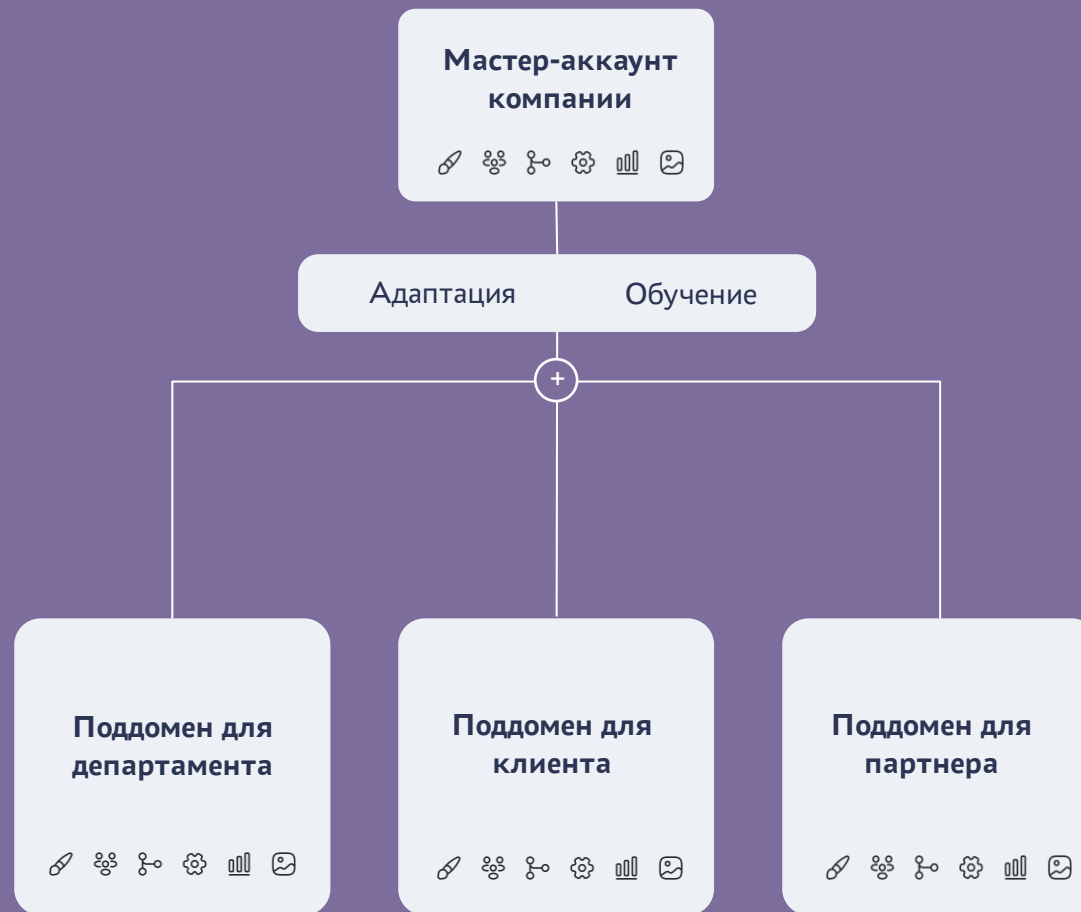 Мастер-аккаунт
компании
Адаптация
Обучение
+
Поддомен для
департамента
Поддомен для
клиента
Поддомен для
партнера